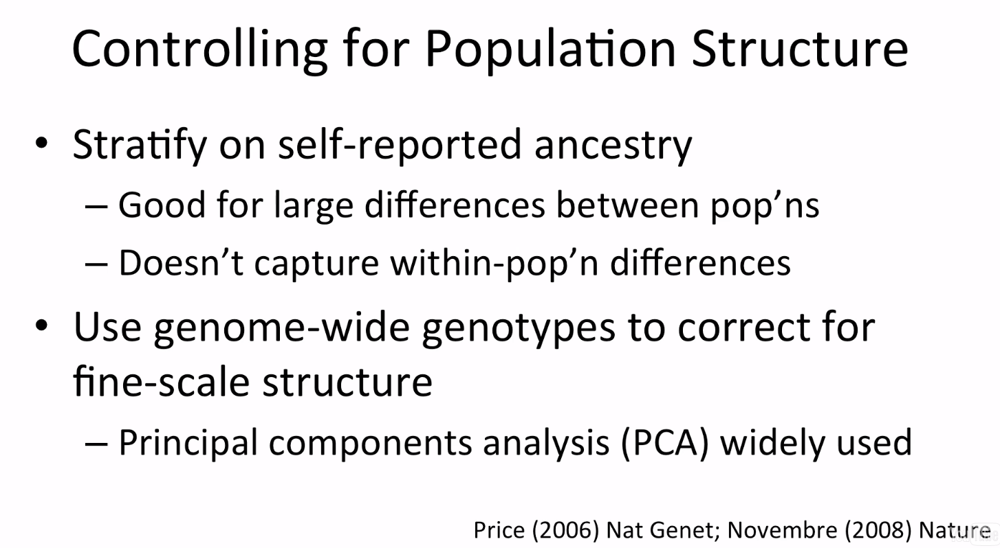 Controlling for Population Structure
• Stratify on self-reported ancestry
– Good for large differences between pop’ns
– Doesn’t capture within-pop’n differences
• Use genome-wide genotypes to correct for
fine-scale structure
– Principal components analysis (PCA) widely used
Price (2006) Nat Genet; Novembre (2008) Nature
YouTube